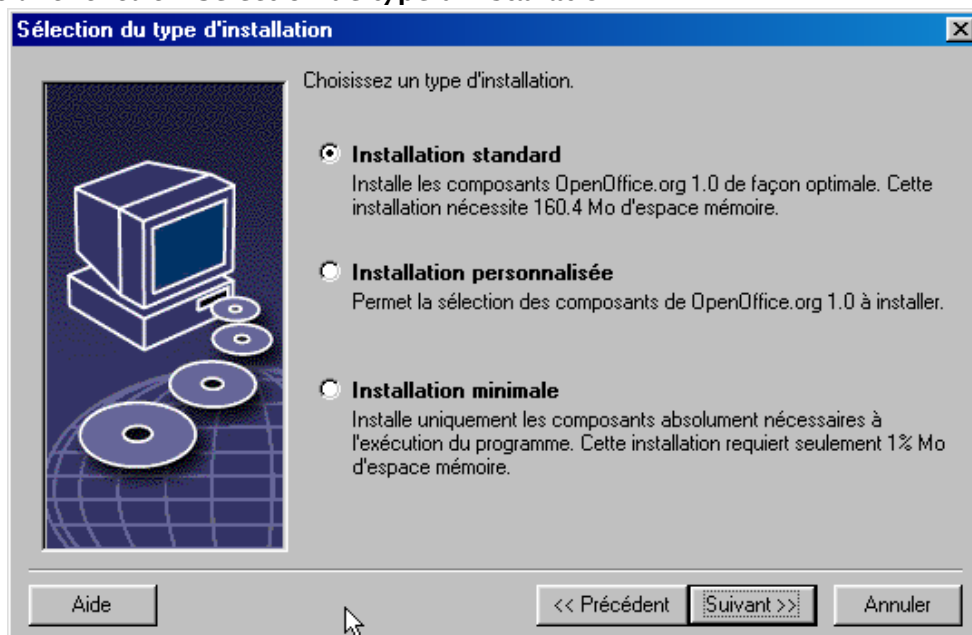 Sélection du type d'installation
Choisissez un type d'installation.
Installation standard
Installe les composants OpenOffice.org 1.0 de façon optimale. Cette
installation nécessite 160.4 Mo d'espace mémoire.
Installation personnalisée
Permet la sélection des composants de OpenOffice.org 1.0 à installer.
Installation minimale
Installe uniquement les composants absolument nécessaires à
l'exécution du programme. Cette installation requiert seulement 1% Mo
d'espace mémoire.
Aide
<< Précédent
Suivant >>
Annuler